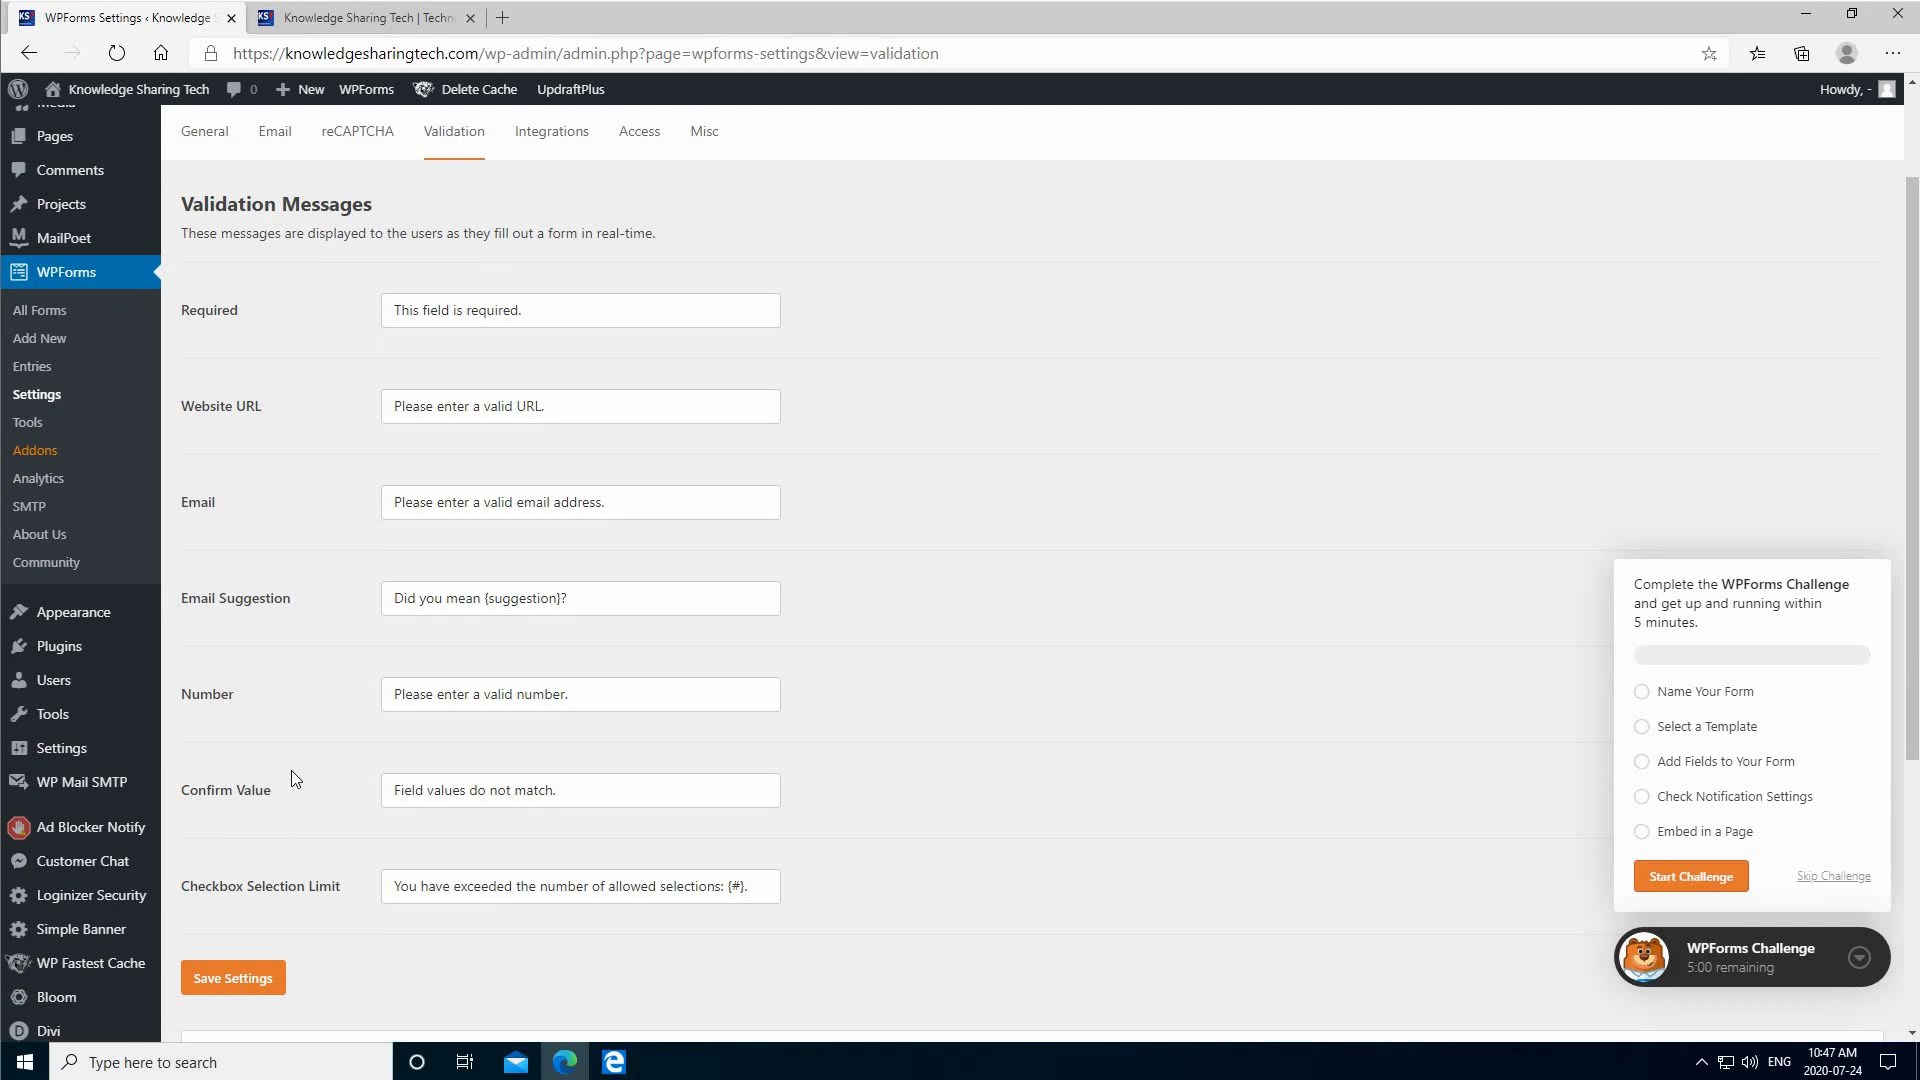 WPForms Settings ‹ Knowledge S
Knowledge Sharing Tech | Techno
https://knowledgesharingtech.com/wp-admin/admin.php?page=wpforms-settings&view=validation
Knowledge Sharing Tech
0
New
WPForms
Delete Cache
UpdraftPlus
Howdy, -
Media
Pages
Comments
Projects
MailPoet
WPForms
All Forms
Add New
Entries
Settings
Tools
Addons
Analytics
SMTP
About Us
Community
Appearance
Plugins
Users
Tools
Settings
WP Mail SMTP
Ad Blocker Notify
Customer Chat
Loginizer Security
Simple Banner
WP Fastest Cache
Bloom
Divi
General
Email
reCAPTCHA
Validation
Integrations
Access
Misc
Validation Messages
These messages are displayed to the users as they fill out a form in real-time.
Required
This field is required.
Website URL
Please enter a valid URL.
Email
Please enter a valid email address.
Email Suggestion
Did you mean {suggestion}?
Number
Please enter a valid number.
Confirm Value
Field values do not match.
Checkbox Selection Limit
You have exceeded the number of allowed selections: {#}.
Save Settings
Complete the WPForms Challenge
and get up and running within
5 minutes.
Name Your Form
Select a Template
Add Fields to Your Form
Check Notification Settings
Embed in a Page
Start Challenge
Skip Challenge
WPForms Challenge
5:00 remaining
Type here to search
ENG
10:47 AM
2020-07-24